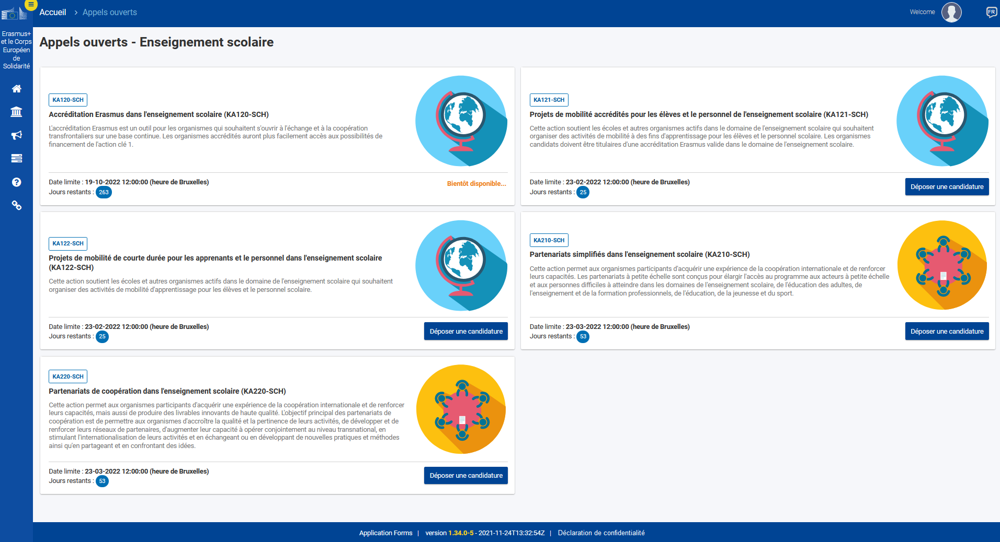 Accueil > Appels ouverts
Welcome
FR
Erasmus+
et le Corps
Européen
de
Solidarité
Appels ouverts - Enseignement scolaire
KA120-SCH
Accréditation Erasmus dans l'enseignement scolaire (KA120-SCH)
L'accréditation Erasmus est un outil pour les organismes qui souhaitent s'ouvrir à l'échange et à la coopération
transfrontaliers sur une base continue. Les organismes accrédités auront plus facilement accès aux possibilités de
financement de l'action clé 1.
Date limite : 19-10-2022 12:00:00 (heure de Bruxelles)
Jours restants : 263
Bientôt disponible...
KA121-SCH
Projets de mobilité accrédités pour les élèves et le personnel de l'enseignement scolaire (KA121-SCH)
Cette action soutient les écoles et autres organismes actifs dans le domaine de l'enseignement scolaire qui souhaitent
organiser des activités de mobilité à des fins d'apprentissage pour les élèves et le personnel scolaire. Les organismes
candidats doivent être titulaires d'une accréditation Erasmus valide dans le domaine de l'enseignement scolaire.
Date limite : 23-02-2022 12:00:00 (heure de Bruxelles)
Jours restants : 25
Déposer une candidature
KA122-SCH
Projets de mobilité de courte durée pour les apprenants et le personnel dans l'enseignement scolaire
(KA122-SCH)
Cette action soutient les écoles et autres organismes actifs dans le domaine de l'enseignement scolaire qui souhaitent
organiser des activités de mobilité d'apprentissage pour les élèves et le personnel scolaire.
Date limite : 23-02-2022 12:00:00 (heure de Bruxelles)
Jours restants : 25
Déposer une candidature
KA210-SCH
Partenariats simplifiés dans l'enseignement scolaire (KA210-SCH)
Cette action permet aux organismes participants d'acquérir une expérience de la coopération internationale et de renforcer
leurs capacités. Les partenariats à petite échelle sont conçus pour élargir l'accès au programme aux acteurs à petite échelle
et aux personnes difficiles à atteindre dans les domaines de l'enseignement scolaire, de l'éducation des adultes, de
l'enseignement et de la formation professionnels, de l'éducation, de la jeunesse et du sport.
Date limite : 23-03-2022 12:00:00 (heure de Bruxelles)
Jours restants : 53
Déposer une candidature
KA220-SCH
Partenariats de coopération dans l'enseignement scolaire (KA220-SCH)
Cette action permet aux organismes participants d'acquérir une expérience de la coopération internationale et de renforcer
leurs capacités, mais aussi de produire des livrables innovants de haute qualité. L'objectif principal des partenariats de
coopération est de permettre aux organismes d'accroître la qualité et la pertinence de leurs activités, de développer et de
renforcer leurs réseaux de partenaires, d'augmenter leur capacité à opérer conjointement au niveau transnational, en
stimulant l'internationalisation de leurs activités et en échangeant ou en développant de nouvelles pratiques et méthodes
ainsi qu'en partageant et en confrontant des idées.
Date limite : 23-03-2022 12:00:00 (heure de Bruxelles)
Jours restants : 53
Déposer une candidature
Application Forms | version 1.34.0-5 - 2021-11-24T13:32:54Z | Déclaration de confidentialité